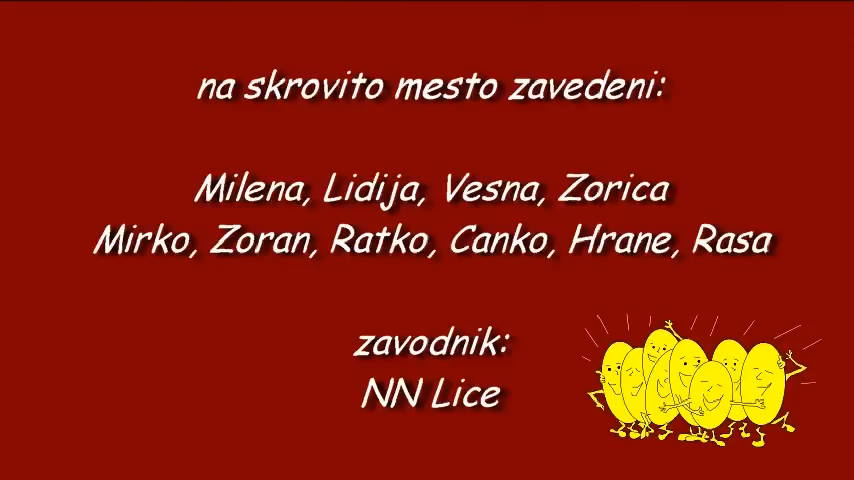 na skrovito mesto zavedeni:
Milena, Lidija, Vesna, Zorica
Mirko, Zoran, Ratko, Canko, Hrane, Rasa
zavodnik:
NN Lice